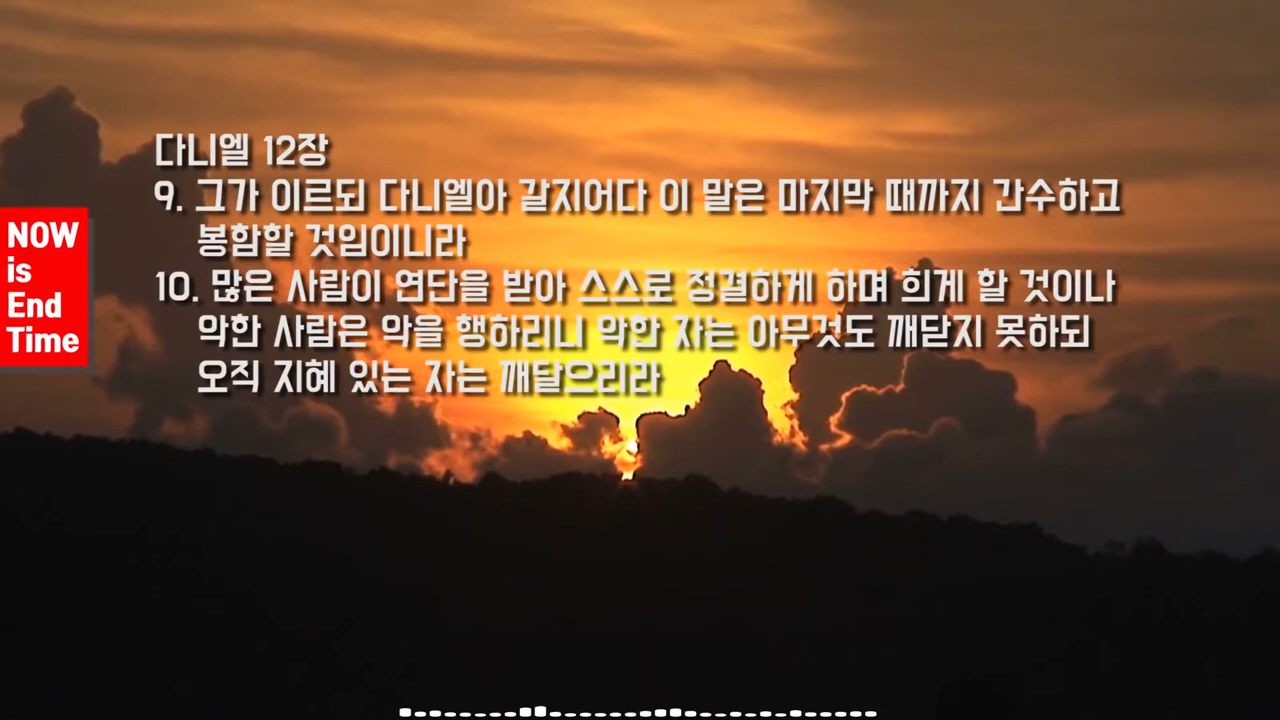 다니엘 12장
9. 그가 이르되 다니엘아 갈지어다 이 말은 마지막 때까지 간수하고
봉함할 것임이니라
10. 많은 사람이 연단을 받아 스스로 정결하게 하며 희게 할 것이나
악한 사람은 악을 행하리니 악한 자는 아무것도 깨닫지 못하되
오직 지혜 있는 자는 깨달으리라
NOW
is
End
Time